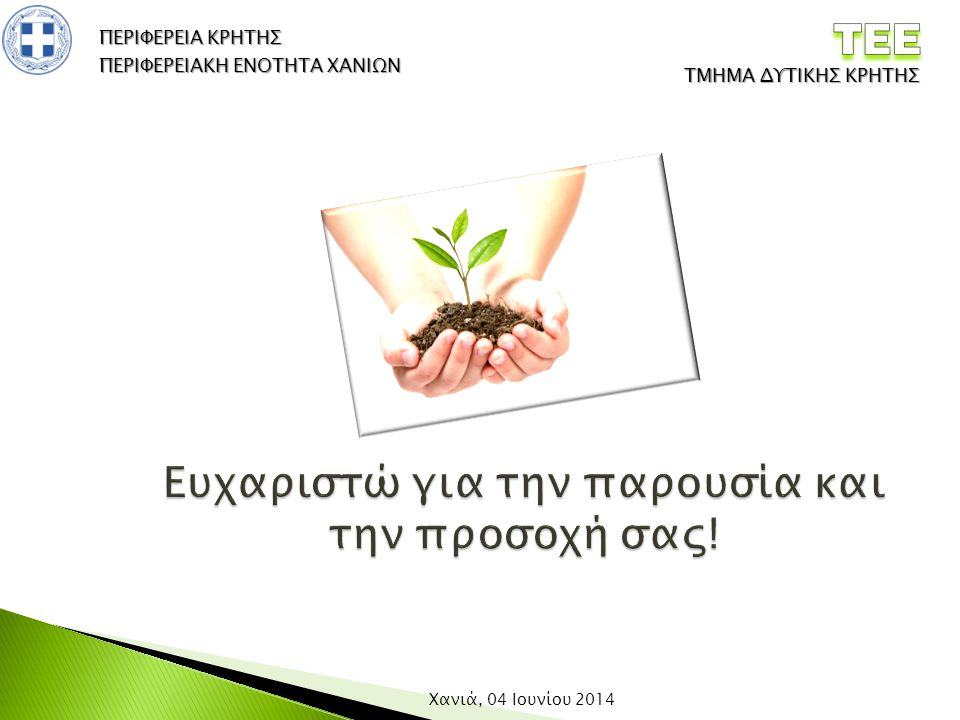 ΠΕΡΙΦΕΡΕΙΑ ΚΡΗΤΗΣ
ΠΕΡΙΦΕΡΕΙΑΚΗ ΕΝΟΤΗΤΑ ΧΑΝΙΩΝ
ΤΕΕ
ΤΜΗΜΑ ΔΥΤΙΚΗΣ ΚΡΗΤΗΣ
Ευχαριστώ για την παρουσία και
την προσοχή σας!
Χανιά, 04 Ιουνίου 2014